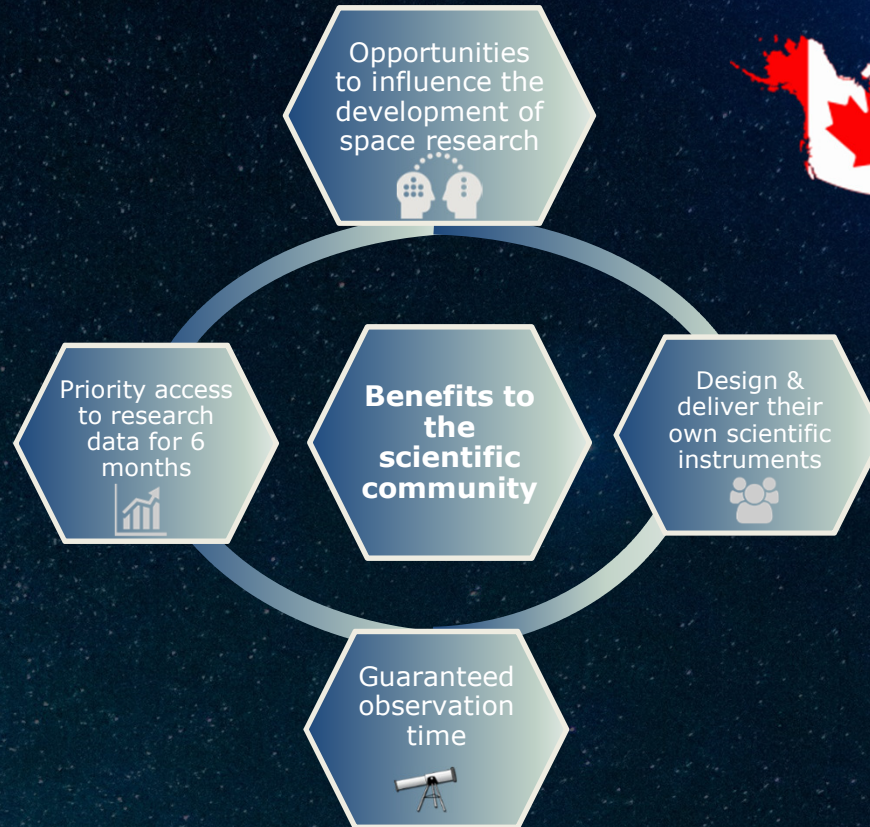 Opportunities
to influence the
development of
space research
Priority access
to research
data for 6
months
Benefits to
the
scientific
community
Design &
deliver their
own scientific
instruments
Guaranteed
observation
time